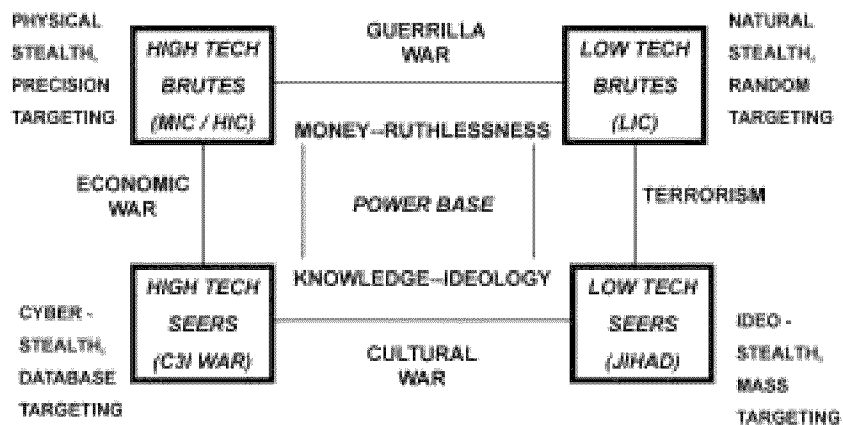 PHYSICAL
STEALTH,
PRECISION
TARGETING
HIGH TECH
BRUTES
(MIC / HIC)
GUERRILLA
WAR
LOW TECH
BRUTES
(LIC)
NATURAL
STEALTH,
RANDOM
TARGETING
MONEY--RUTHLESSNESS
ECONOMIC
WAR
POWER BASE
TERRORISM
KNOWLEDGE--IDEOLOGY
CYBER -
STEALTH,
DATABASE
TARGETING
HIGH TECH
SEERS
(C3I WAR)
CULTURAL
WAR
LOW TECH
SEERS
(JIHAD)
IDEO -
STEALTH,
MASS
TARGETING